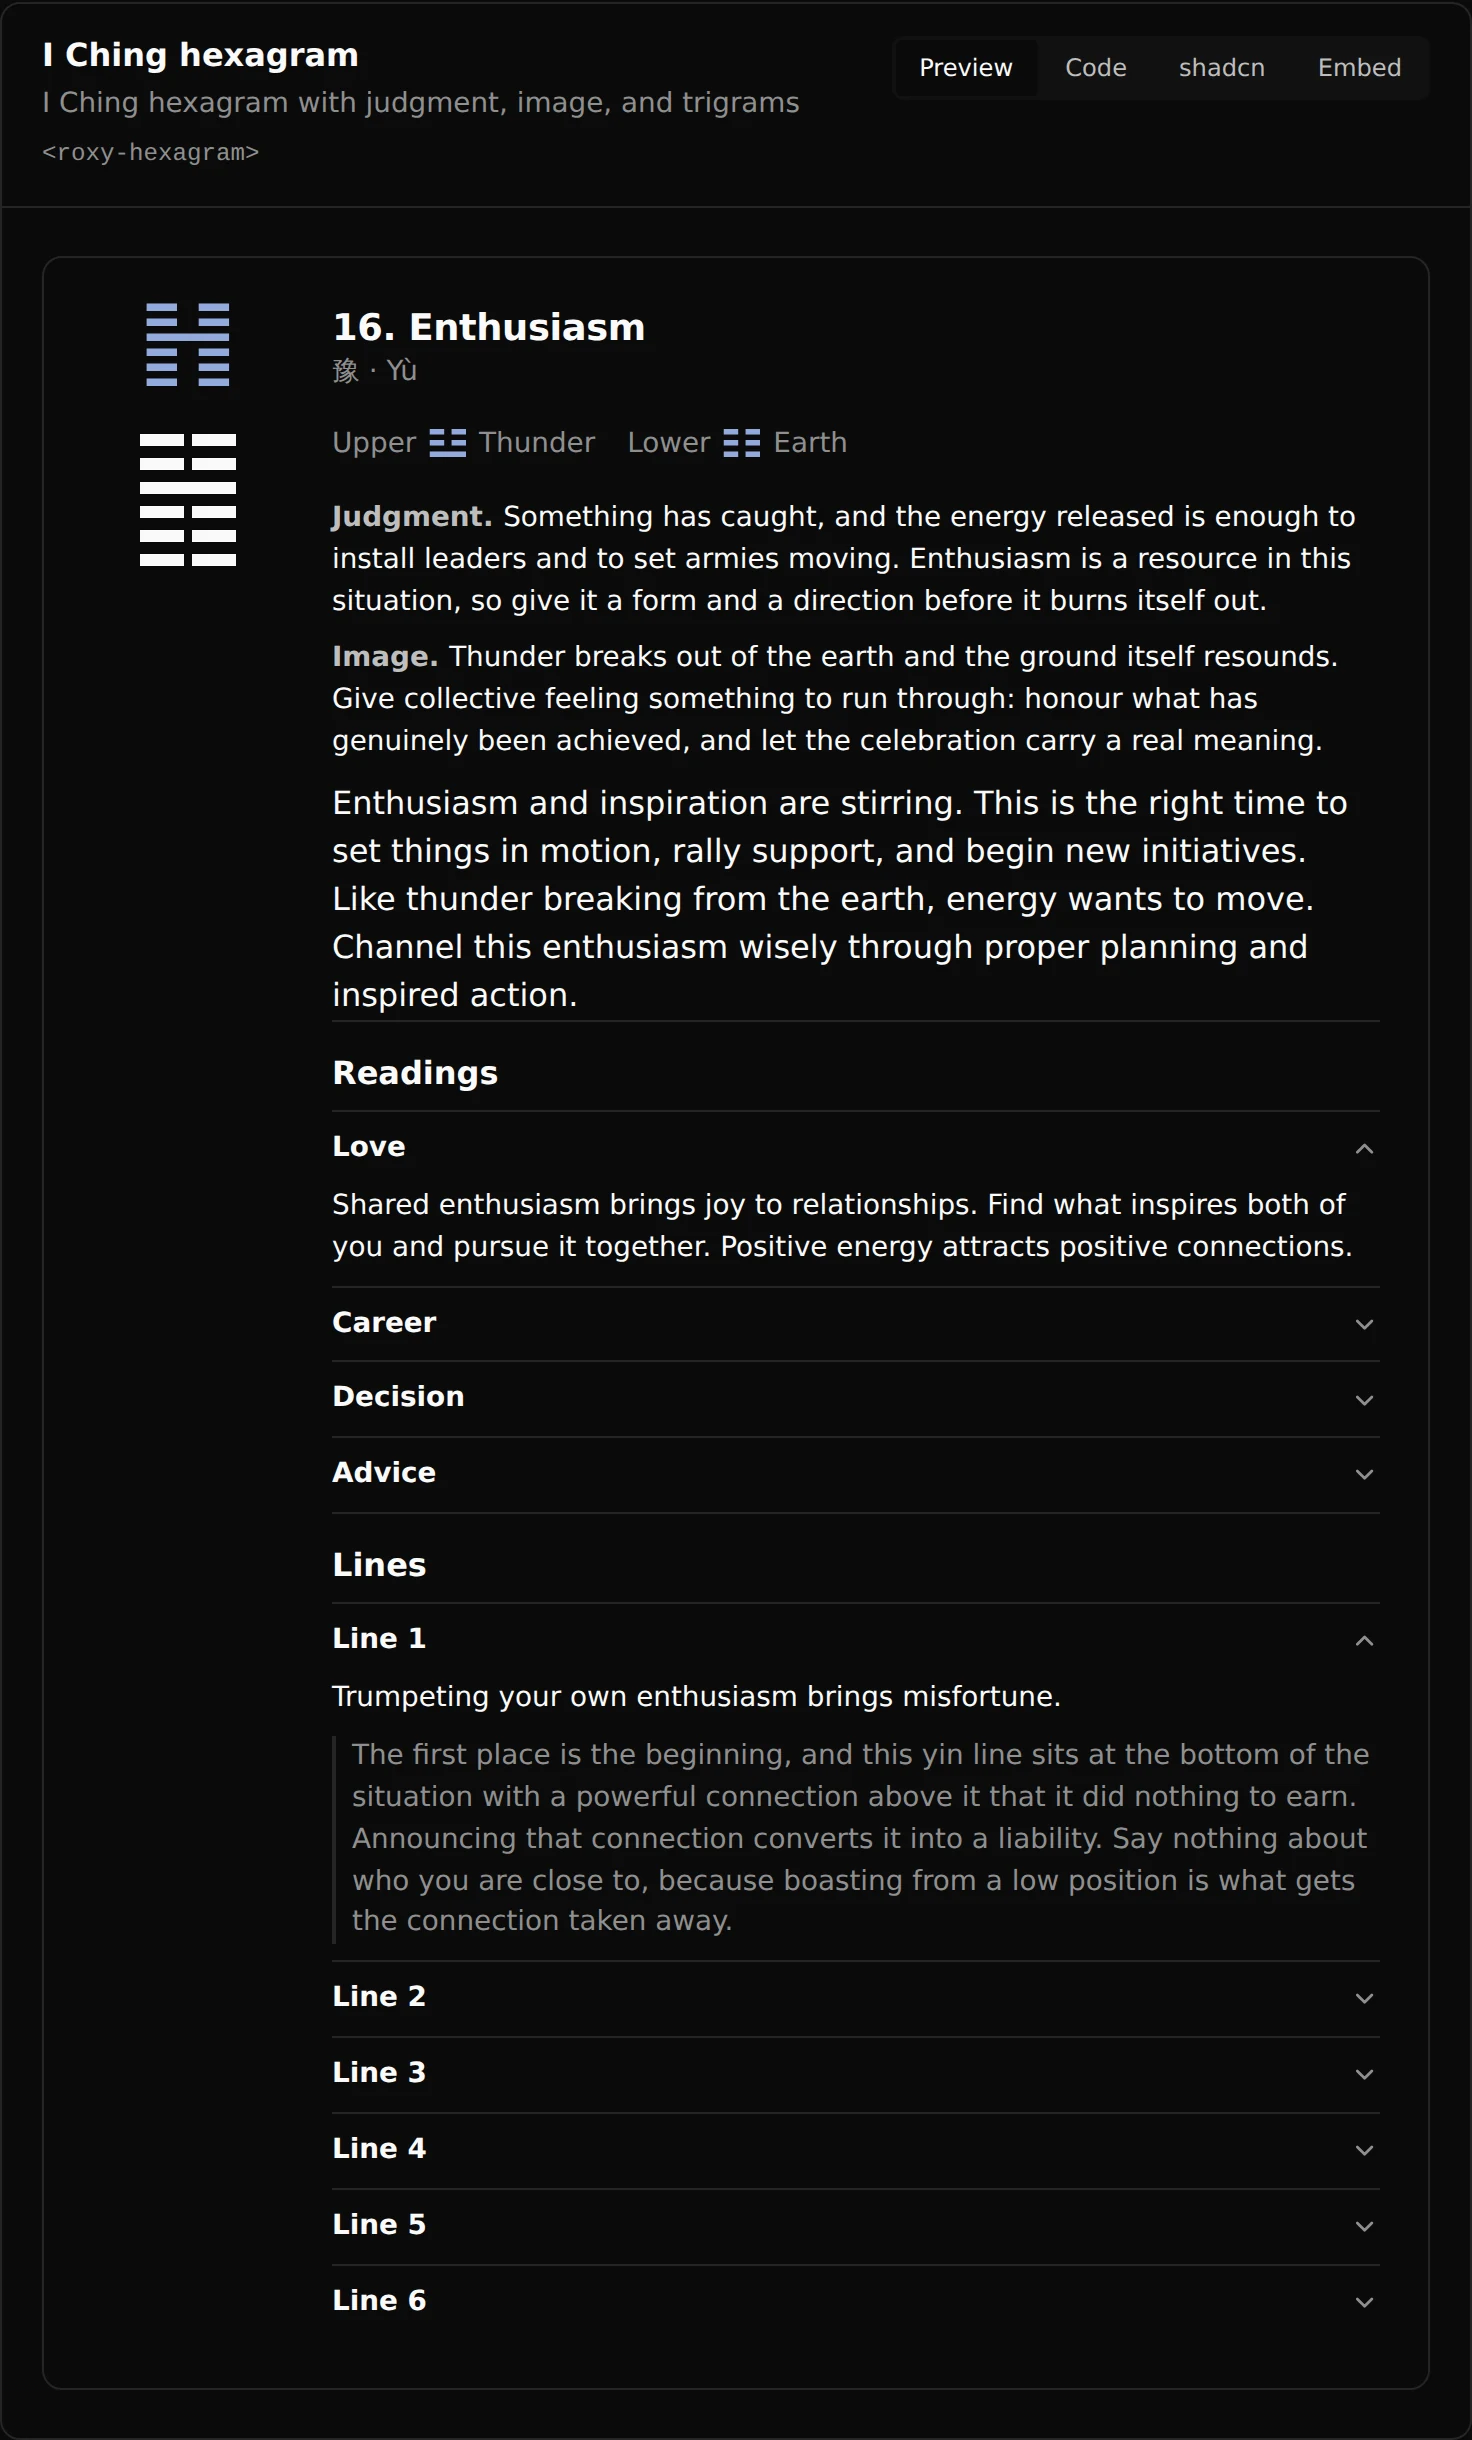 I Ching hexagram
I Ching hexagram with judgment, image, and trigrams
<roxy-hexagram>
Preview
Code
shadcn
Embed
16. Enthusiasm
豫 · Yù
Upper ☳ Thunder Lower ☷ Earth
Judgment. Something has caught, and the energy released is enough to
install leaders and to set armies moving. Enthusiasm is a resource in this
situation, so give it a form and a direction before it burns itself out.
Image. Thunder breaks out of the earth and the ground itself resounds.
Give collective feeling something to run through: honour what has
genuinely been achieved, and let the celebration carry a real meaning.
Enthusiasm and inspiration are stirring. This is the right time to
set things in motion, rally support, and begin new initiatives.
Like thunder breaking from the earth, energy wants to move.
Channel this enthusiasm wisely through proper planning and
inspired action.
Readings
Love
Shared enthusiasm brings joy to relationships. Find what inspires both of
you and pursue it together. Positive energy attracts positive connections.
Career
Decision
Advice
Lines
Line 1
Trumpeting your own enthusiasm brings misfortune.
The first place is the beginning, and this yin line sits at the bottom of the
situation with a powerful connection above it that it did nothing to earn.
Announcing that connection converts it into a liability. Say nothing about
who you are close to, because boasting from a low position is what gets
the connection taken away.
Line 2
Line 3
Line 4
Line 5
Line 6